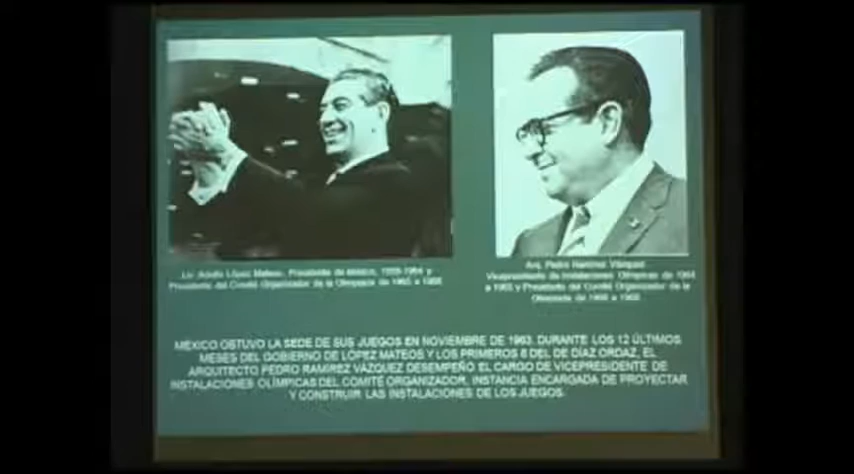 Lic. Adolfo López Mateos, Presidente de México, 1958-1964 y
Presidente del Comité Organizador de la Olimpiada de 1965 a 1966
Arq. Pedro Ramírez Vázquez
Vicepresidente de Instalaciones Olímpicas de 1964
a 1965 y Presidente del Comité Organizador de la
Olimpiada de 1966 a 1968
MÉXICO OBTUVO LA SEDE DE SUS JUEGOS EN NOVIEMBRE DE 1963. DURANTE LOS 12 ÚLTIMOS
MESES DEL GOBIERNO DE LÓPEZ MATEOS Y LOS PRIMEROS 8 DEL DE DÍAZ ORDAZ, EL
ARQUITECTO PEDRO RAMÍREZ VÁZQUEZ DESEMPEÑO EL CARGO DE VICEPRESIDENTE DE
INSTALACIONES OLÍMPICAS DEL COMITÉ ORGANIZADOR, INSTANCIA ENCARGADA DE PROYECTAR
Y CONSTRUIR LAS INSTALACIONES DE LOS JUEGOS.